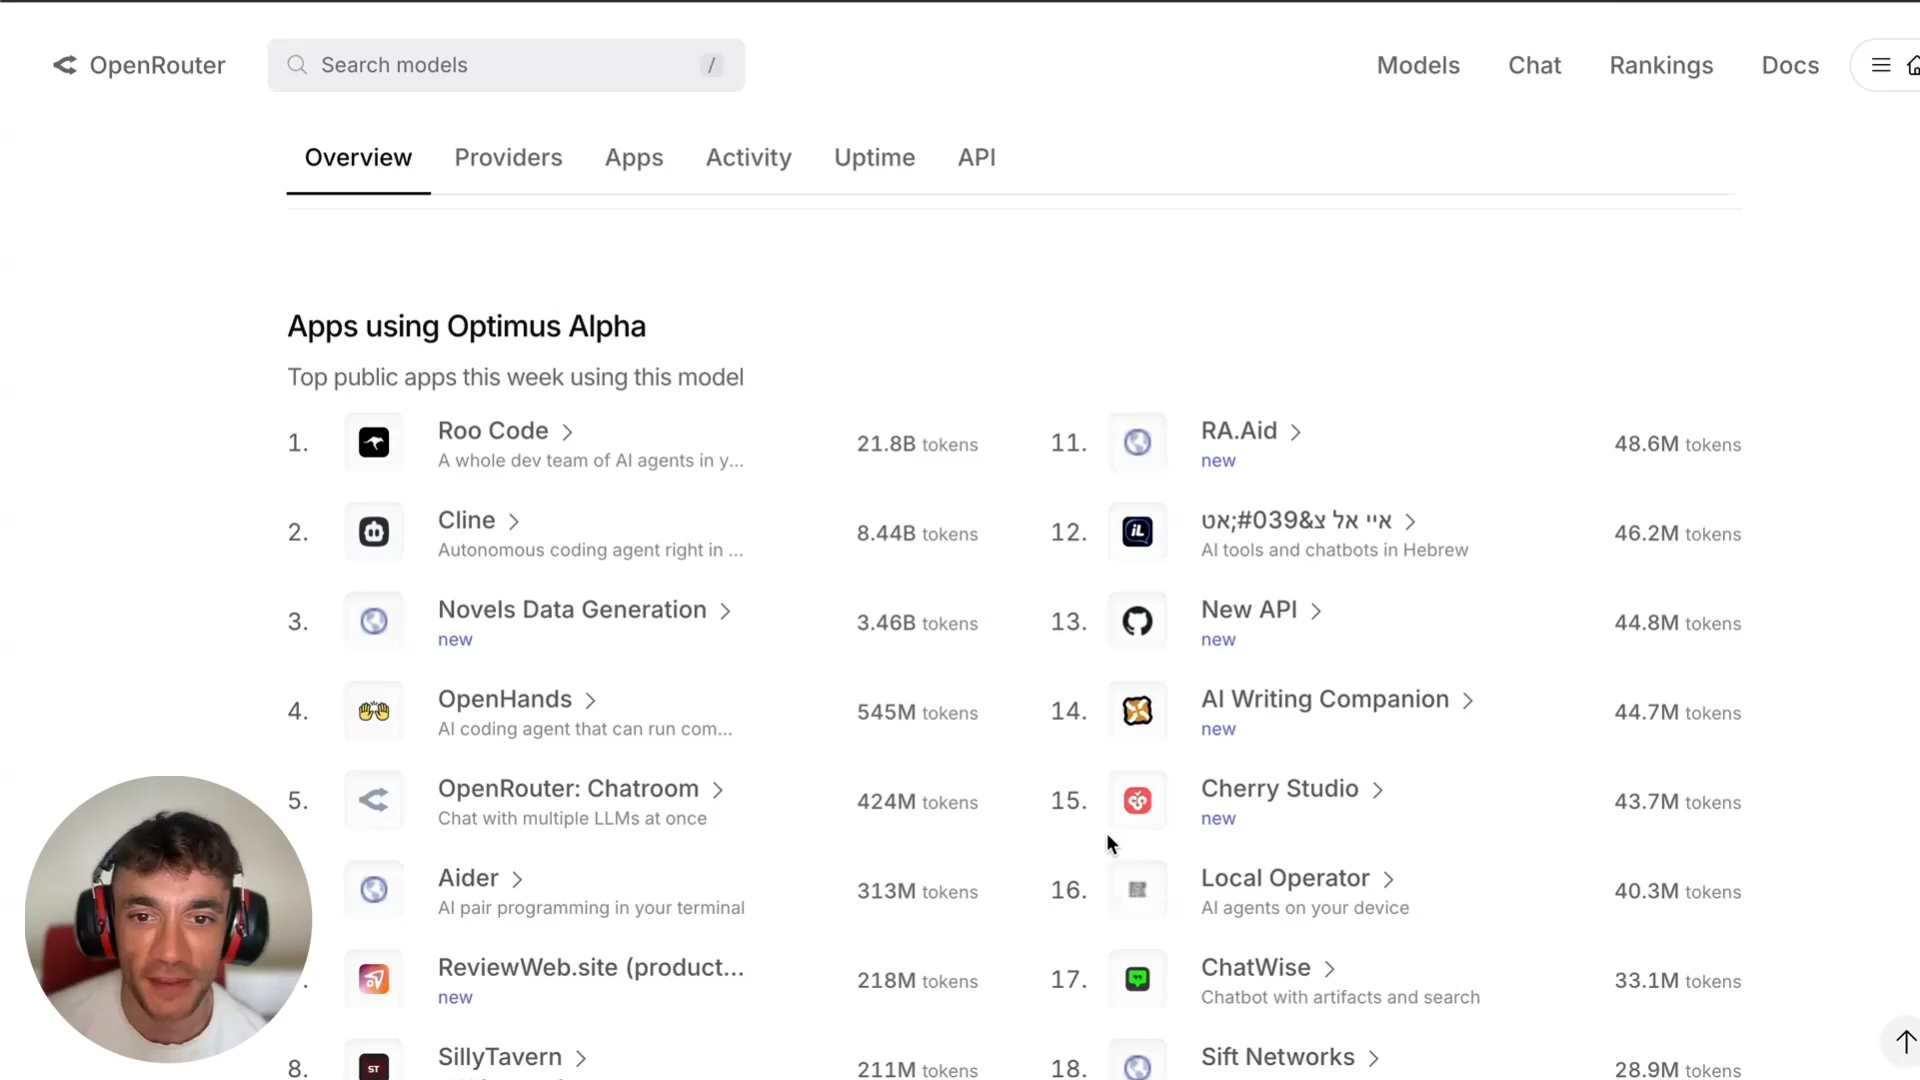 OpenRouter
Search models /
Models Chat Rankings Docs
Overview Providers Apps Activity Uptime API
Apps using Optimus Alpha
Top public apps this week using this model
1. Roo Code 21.8B tokens
A whole dev team of AI agents in y...
2. Cline 8.44B tokens
Autonomous coding agent right in ...
3. Novels Data Generation 3.46B tokens
new
4. OpenHands 545M tokens
AI coding agent that can run com...
5. OpenRouter: Chatroom 424M tokens
Chat with multiple LLMs at once
Aider 313M tokens
AI pair programming in your terminal
ReviewWeb.site (product... 218M tokens
new
8. SillyTavern 211M tokens
ST
11. RA.Aid 48.6M tokens
new
12. איי אל צ&#039;אט 46.2M tokens
iL
AI tools and chatbots in Hebrew
13. New API 44.8M tokens
new
14. AI Writing Companion 44.7M tokens
new
15. Cherry Studio 43.7M tokens
new
16. Local Operator 40.3M tokens
AI agents on your device
17. ChatWise 33.1M tokens
Chatbot with artifacts and search
18. Sift Networks 28.9M tokens